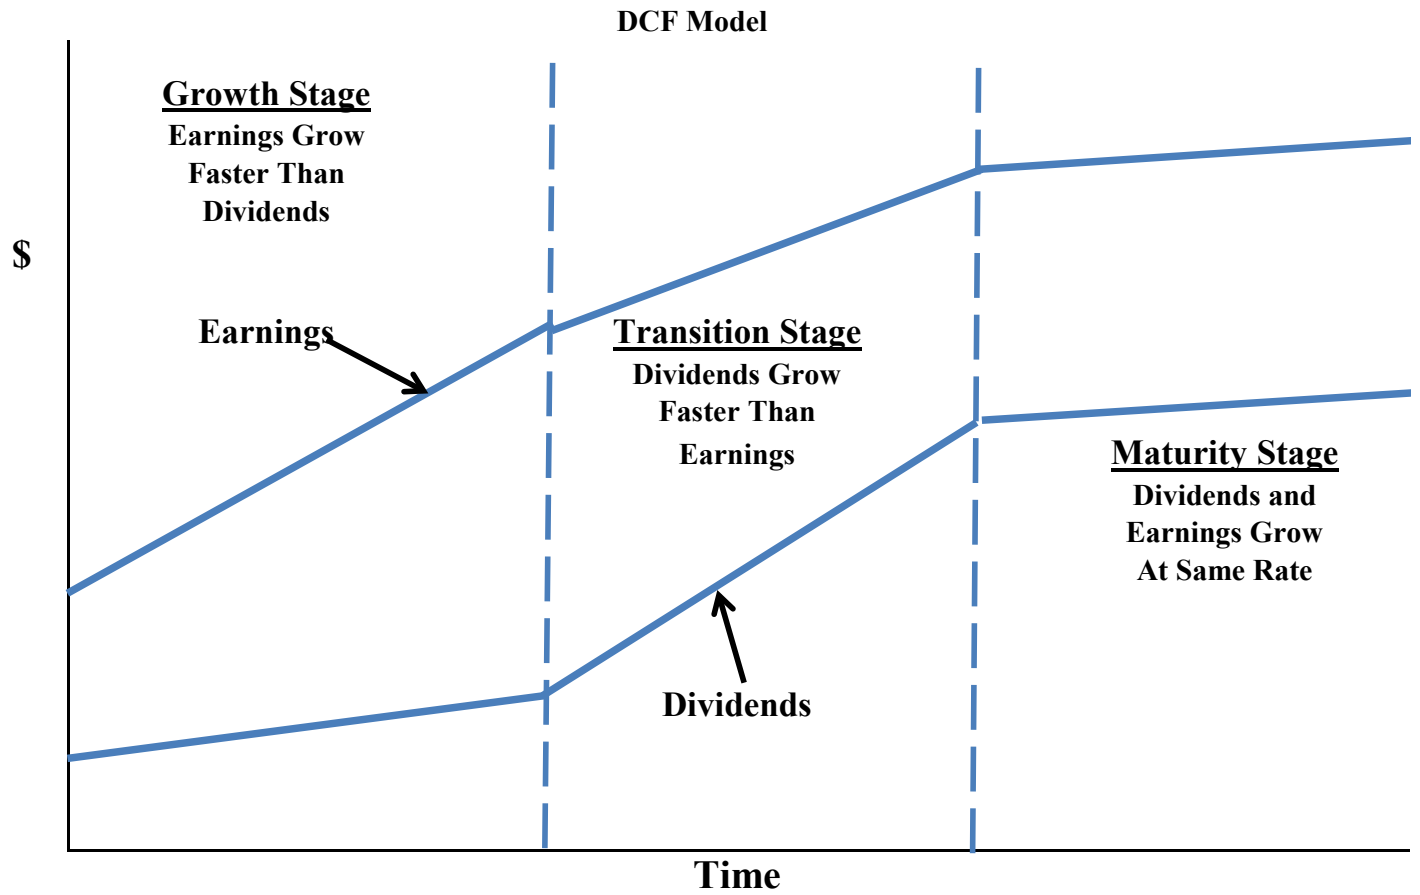 DCF Model
Growth Stage
Earnings Grow
Faster Than
Dividends
$
Earnings
Transition Stage
Dividends Grow
Faster Than
Earnings
Maturity Stage
Dividends and
Earnings Grow
At Same Rate
Dividends
Time